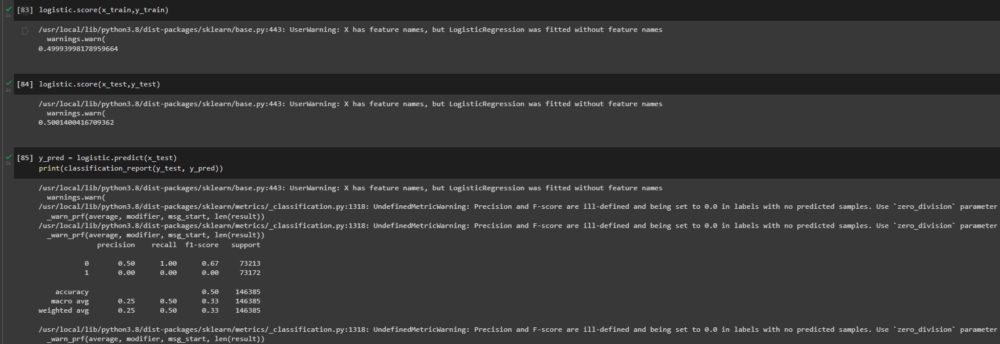 [83] logistic.score(x_train,y_train)
0s
/usr/local/lib/python3.8/dist-packages/sklearn/base.py:443: UserWarning: X has feature names, but LogisticRegression was fitted without feature names
warnings.warn(
0.49993998178959664
[84] logistic.score(x_test,y_test)
/usr/local/lib/python3.8/dist-packages/sklearn/base.py:443: UserWarning: X has feature names, but LogisticRegression was fitted without feature names
warnings.warn(
0.5001400416709362
[85] y_pred = logistic.predict(x_test)
0s
print(classification_report(y_test, y_pred))
/usr/local/lib/python3.8/dist-packages/sklearn/base.py:443: UserWarning: X has feature names, but LogisticRegression was fitted without feature names
warnings.warn(
/usr/local/lib/python3.8/dist-packages/sklearn/metrics/_classification.py:1318: UndefinedMetricWarning: Precision and F-score are ill-defined and being set to 0.0 in labels with no predicted samples. Use `zero_division` parameter
_warn_prf(average, modifier, msg_start, len(result))
/usr/local/lib/python3.8/dist-packages/sklearn/metrics/_classification.py:1318: UndefinedMetricWarning: Precision and F-score are ill-defined and being set to 0.0 in labels with no predicted samples. Use `zero_division` parameter
_warn_prf(average, modifier, msg_start, len(result))
precision recall f1-score support
0 0.50 1.00 0.67 73213
1 0.00 0.00 0.00 73172
accuracy 0.50 146385
macro avg 0.25 0.50 0.33 146385
weighted avg 0.25 0.50 0.33 146385
/usr/local/lib/python3.8/dist-packages/sklearn/metrics/_classification.py:1318: UndefinedMetricWarning: Precision and F-score are ill-defined and being set to 0.0 in labels with no predicted samples. Use `zero_division` parameter
_warn_prf(average, modifier, msg_start, len(result))